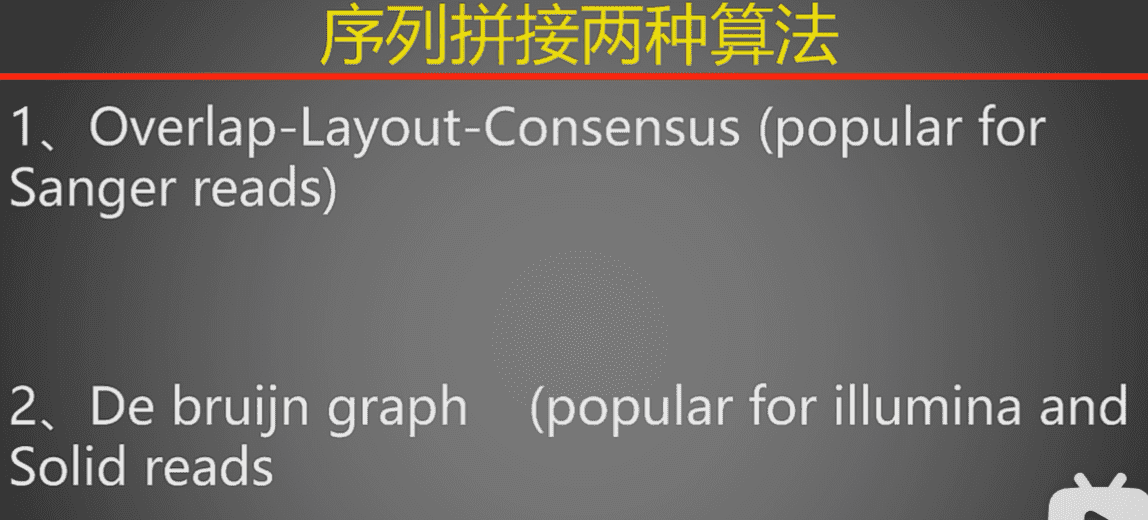 序列拼接两种算法
1、Overlap-Layout-Consensus (popular for
Sanger reads)
2、De bruijn graph (popular for illumina and
Solid reads